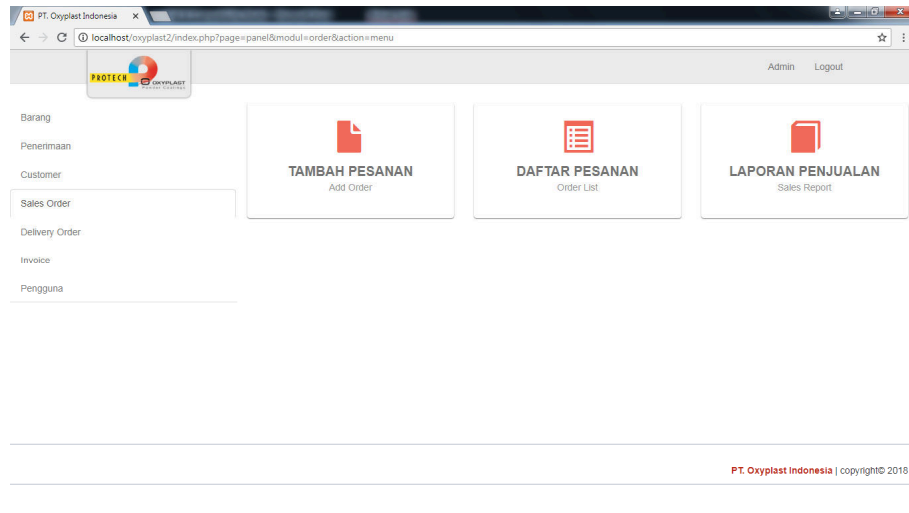 PT. Oxyplast Indonesia
localhost/oxyplast2/index.php?page=panel&modul=order&action=menu
PROTECH
OXYPLAST
Powder Coatings
Admin Logout
Barang
Penerimaan
Customer
Sales Order
Delivery Order
Invoice
Pengguna
TAMBAH PESANAN
Add Order
DAFTAR PESANAN
Order List
LAPORAN PENJUALAN
Sales Report
PT. Oxyplast Indonesia | copyright© 2018